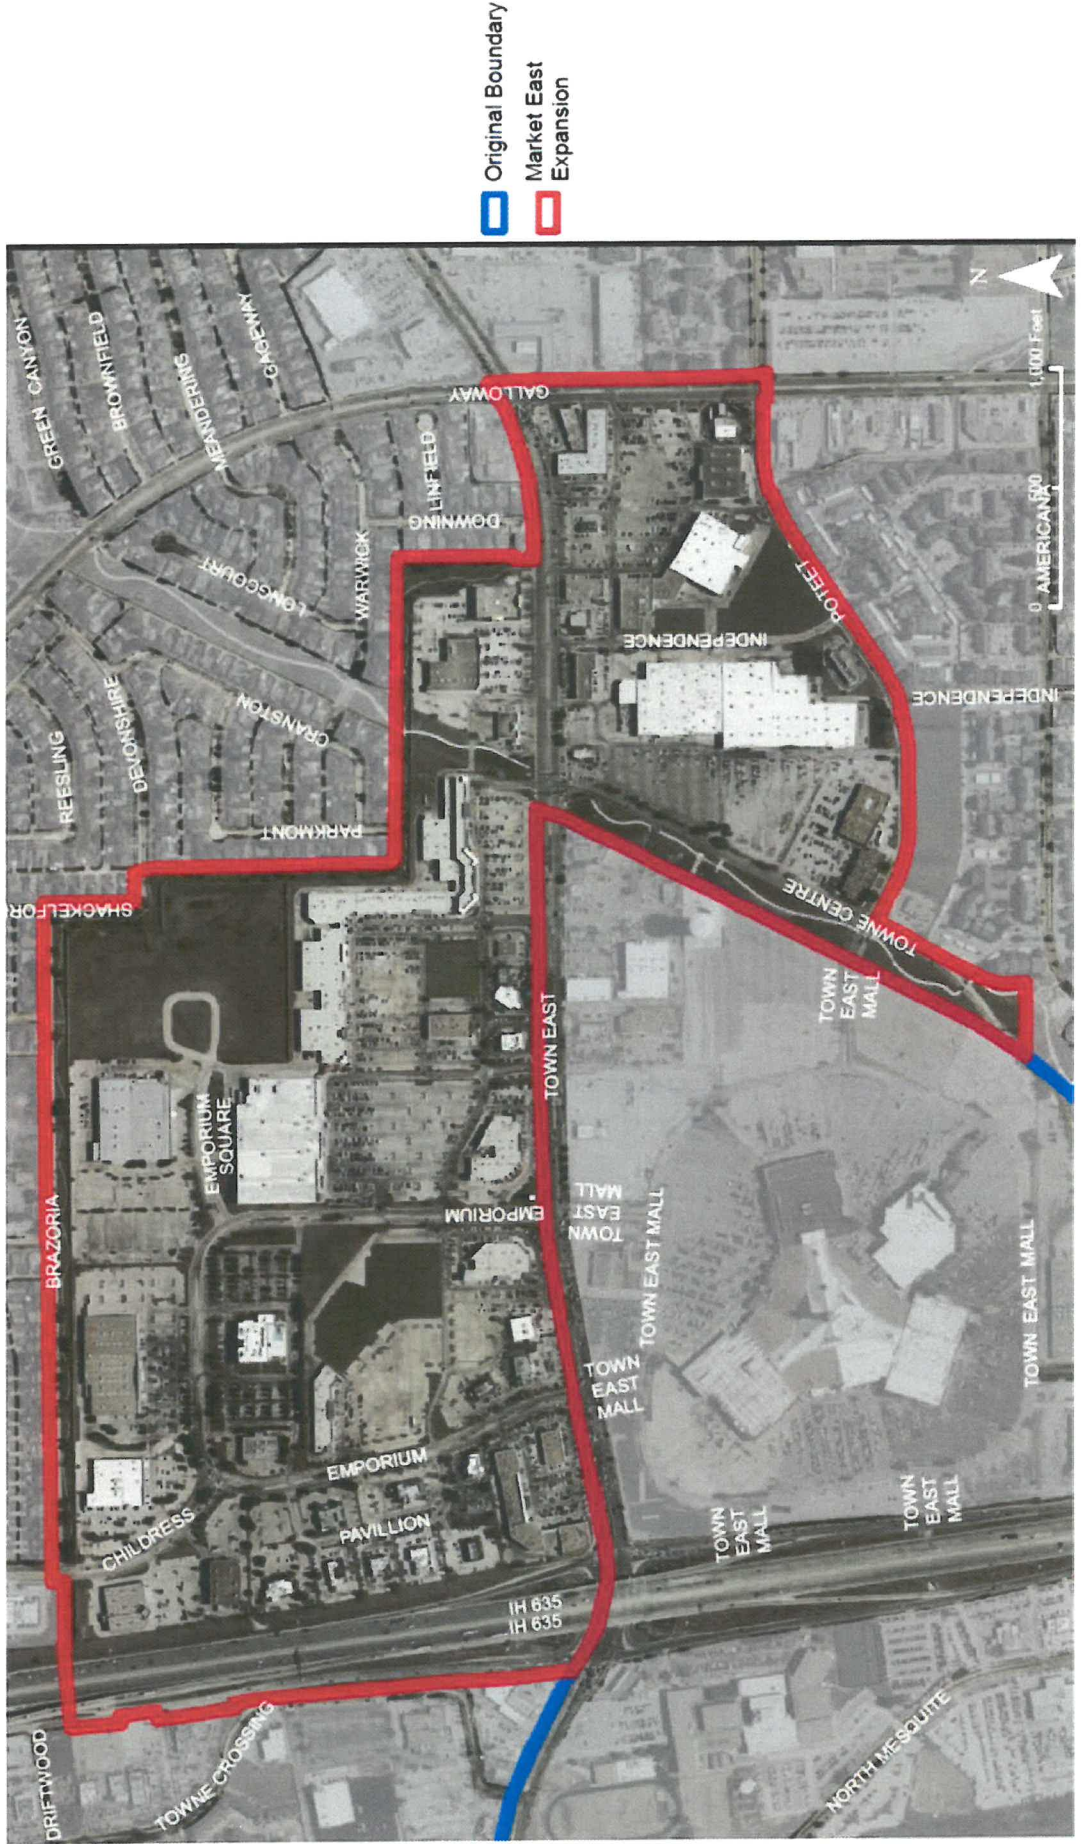 Original Boundary
Market East
Expansion
GREEN CANYON
BROWNFIELD
MEANDERING
GAGEWAY
GALLOWAY
LINFIELD
DOWNING
LONGCOURT
WARWICK
CRANSTON
DEVONSHIRE
REESLING
PARKMONT
SHACKELFOR
BRAZORIA
EMPORIUM
SQUARE
TOWN EAST
EMPORIUM
EMPORIUM
PAVILLION
CHILDRESS
IH 635
IH 635
DRIFTWOOD
TOWNE CROSSING
NORTH MESQUITE
INDEPENDENCE
POTEET
INDEPENDENCE
TOWNE CENTRE
TOWN
EAST
MALL
TOWN
EAST
MALL
TOWN EAST MALL
TOWN
EAST
MALL
TOWN EAST MALL
TOWN
EAST
MALL
TOWN
EAST
MALL
AMERICANA
N
0 500 1,000 Feet